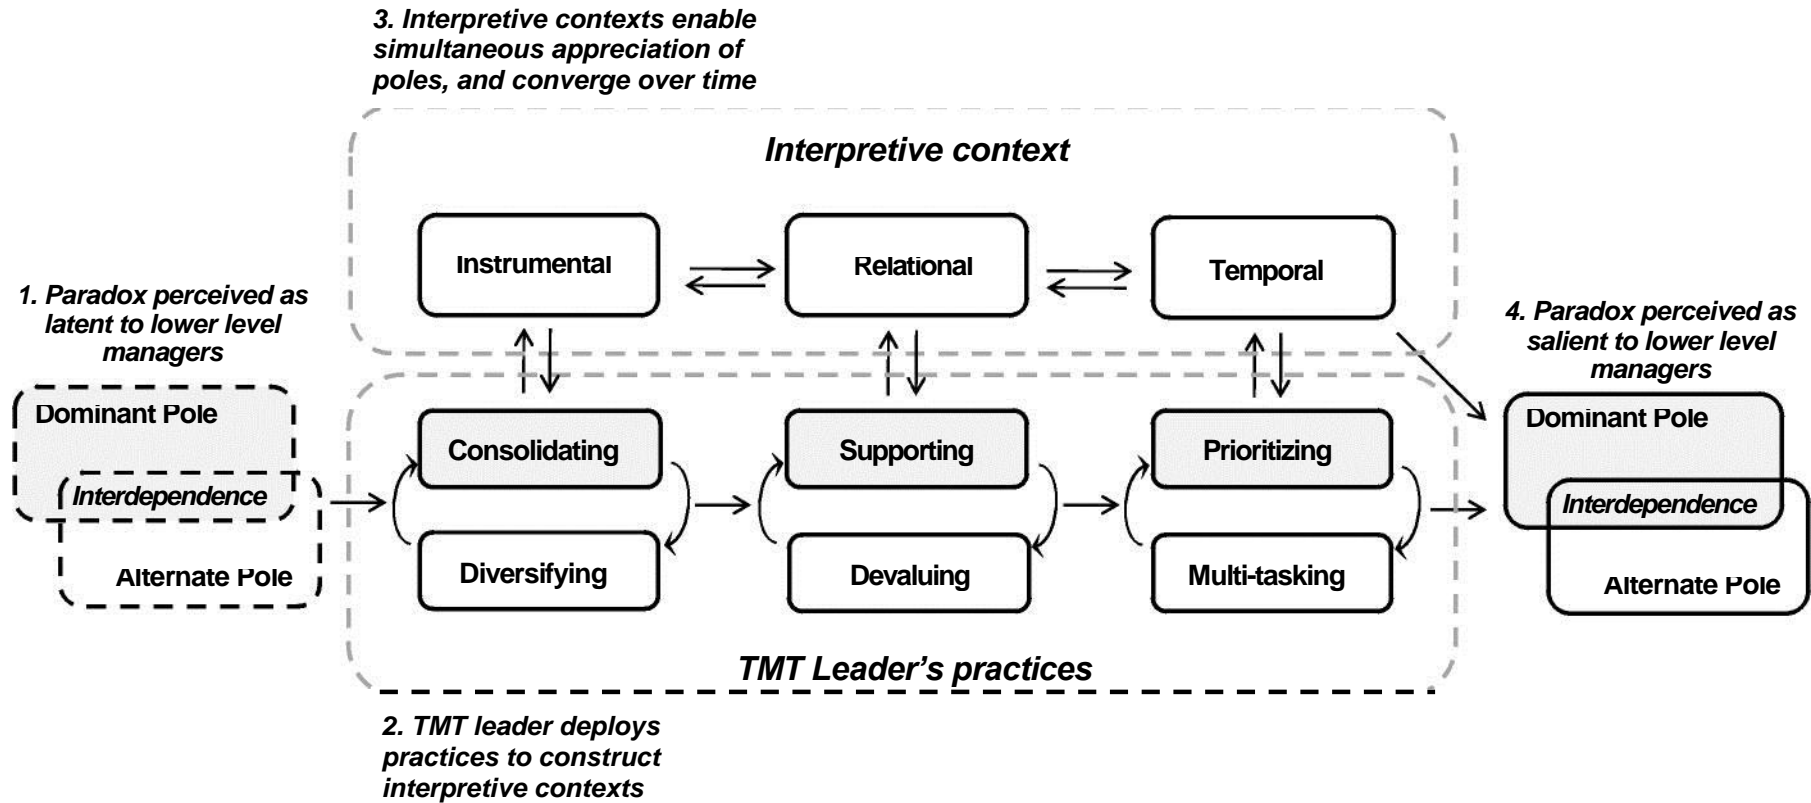 3. Interpretive contexts enable
simultaneous appreciation of
poles, and converge over time
Interpretive context
Instrumental
Relational
Temporal
1. Paradox perceived as
latent to lower level
managers
Dominant Pole
Interdependence
Alternate Pole
Consolidating
Supporting
Prioritizing
Diversifying
Devaluing
Multi-tasking
TMT Leader’s practices
2. TMT leader deploys
practices to construct
interpretive contexts
4. Paradox perceived as
salient to lower level
managers
Dominant Pole
Interdependence
Alternate Pole